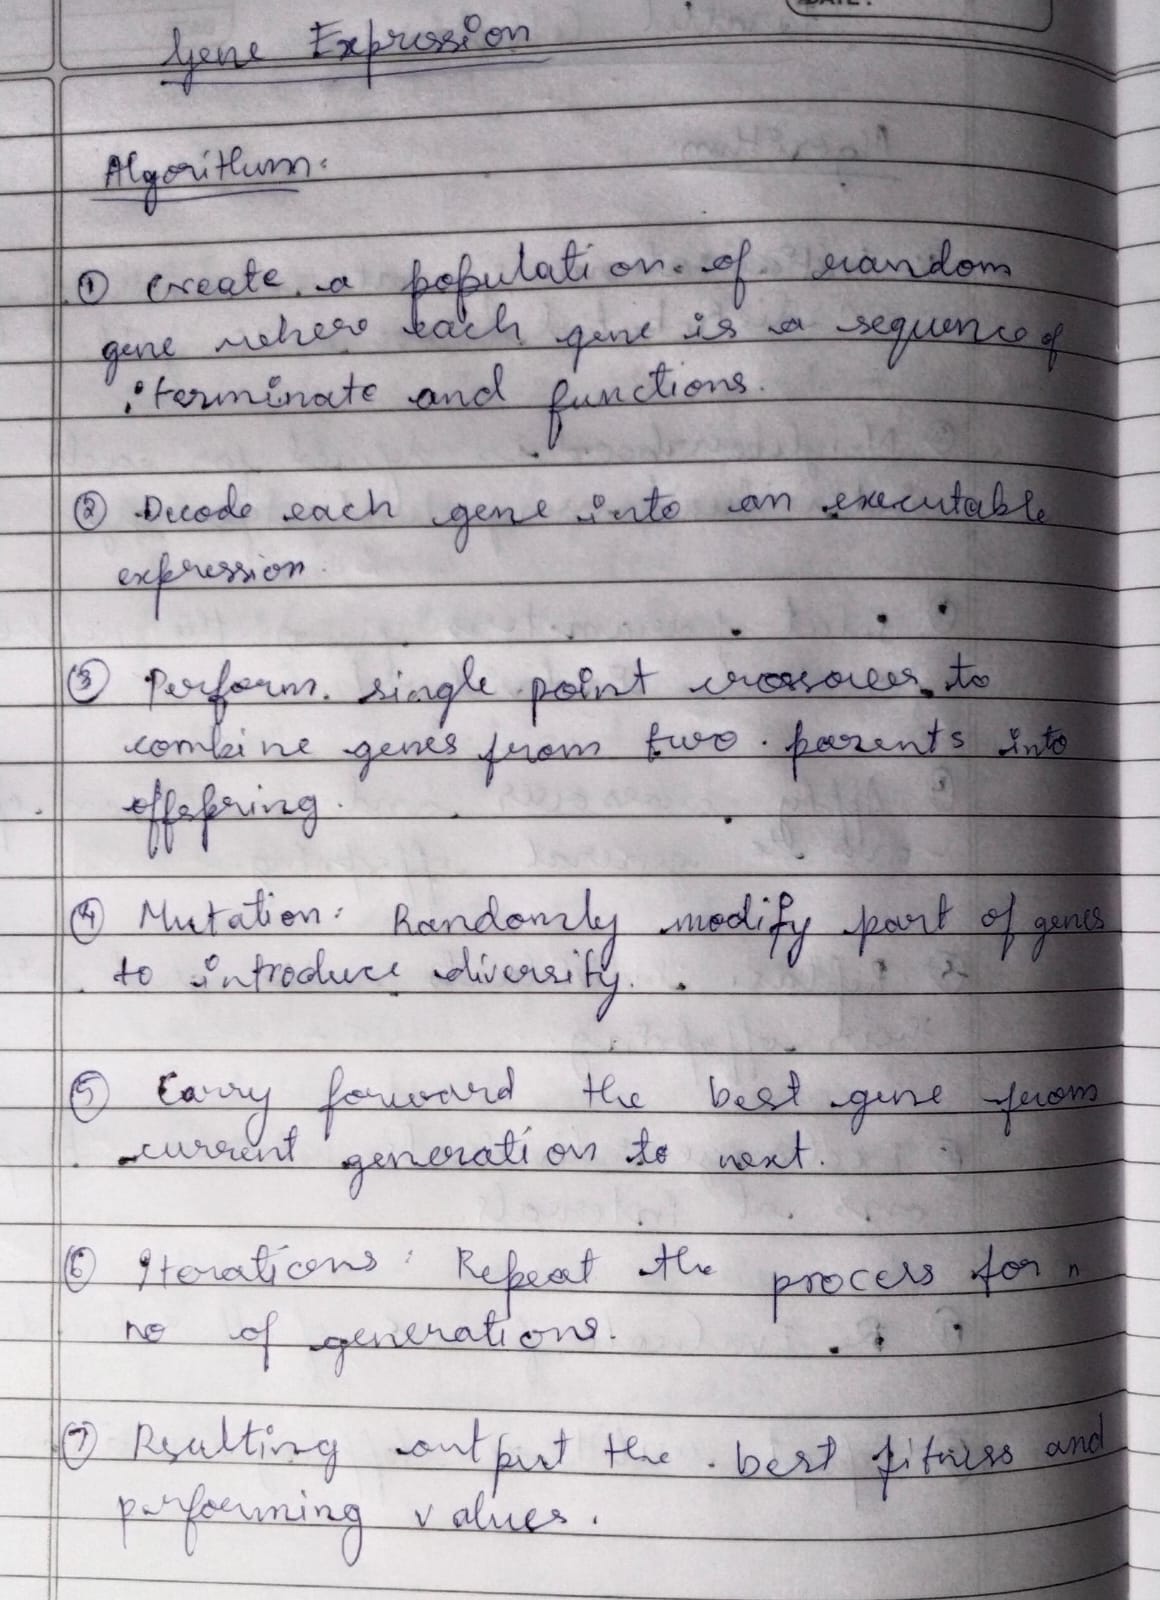 DATE:
Gene Expression
Algorithum:
① Create a population of random
gene where each gene is a sequence of
terminate and functions.
② Decode each gene into an executable
expression.
③ Perform single point crossover to
combine genes from two parents into
offspring.
④ Mutation: Randomly modify part of genes
to introduce diversity.
⑤ Carry forward the best gene from
current generation to next.
⑥ Iterations: Repeat the process for n
no of generations.
⑦ Resulting output the best fitness and
performing values.